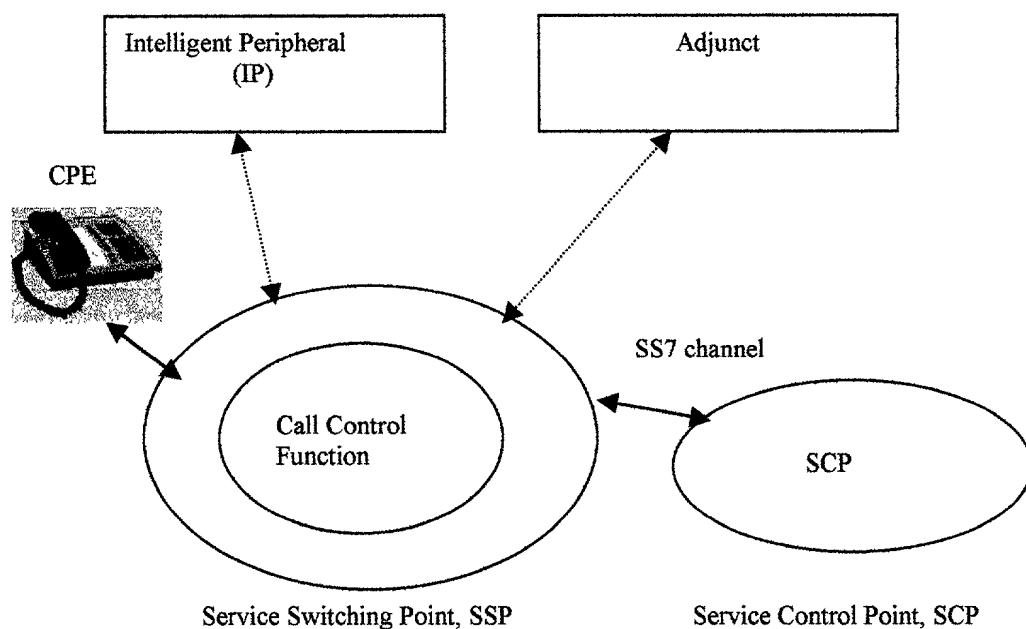 Intelligent Peripheral
(IP)
Adjunct
CPE
SS7 channel
Call Control
Function
SCP
Service Switching Point, SSP
Service Control Point, SCP